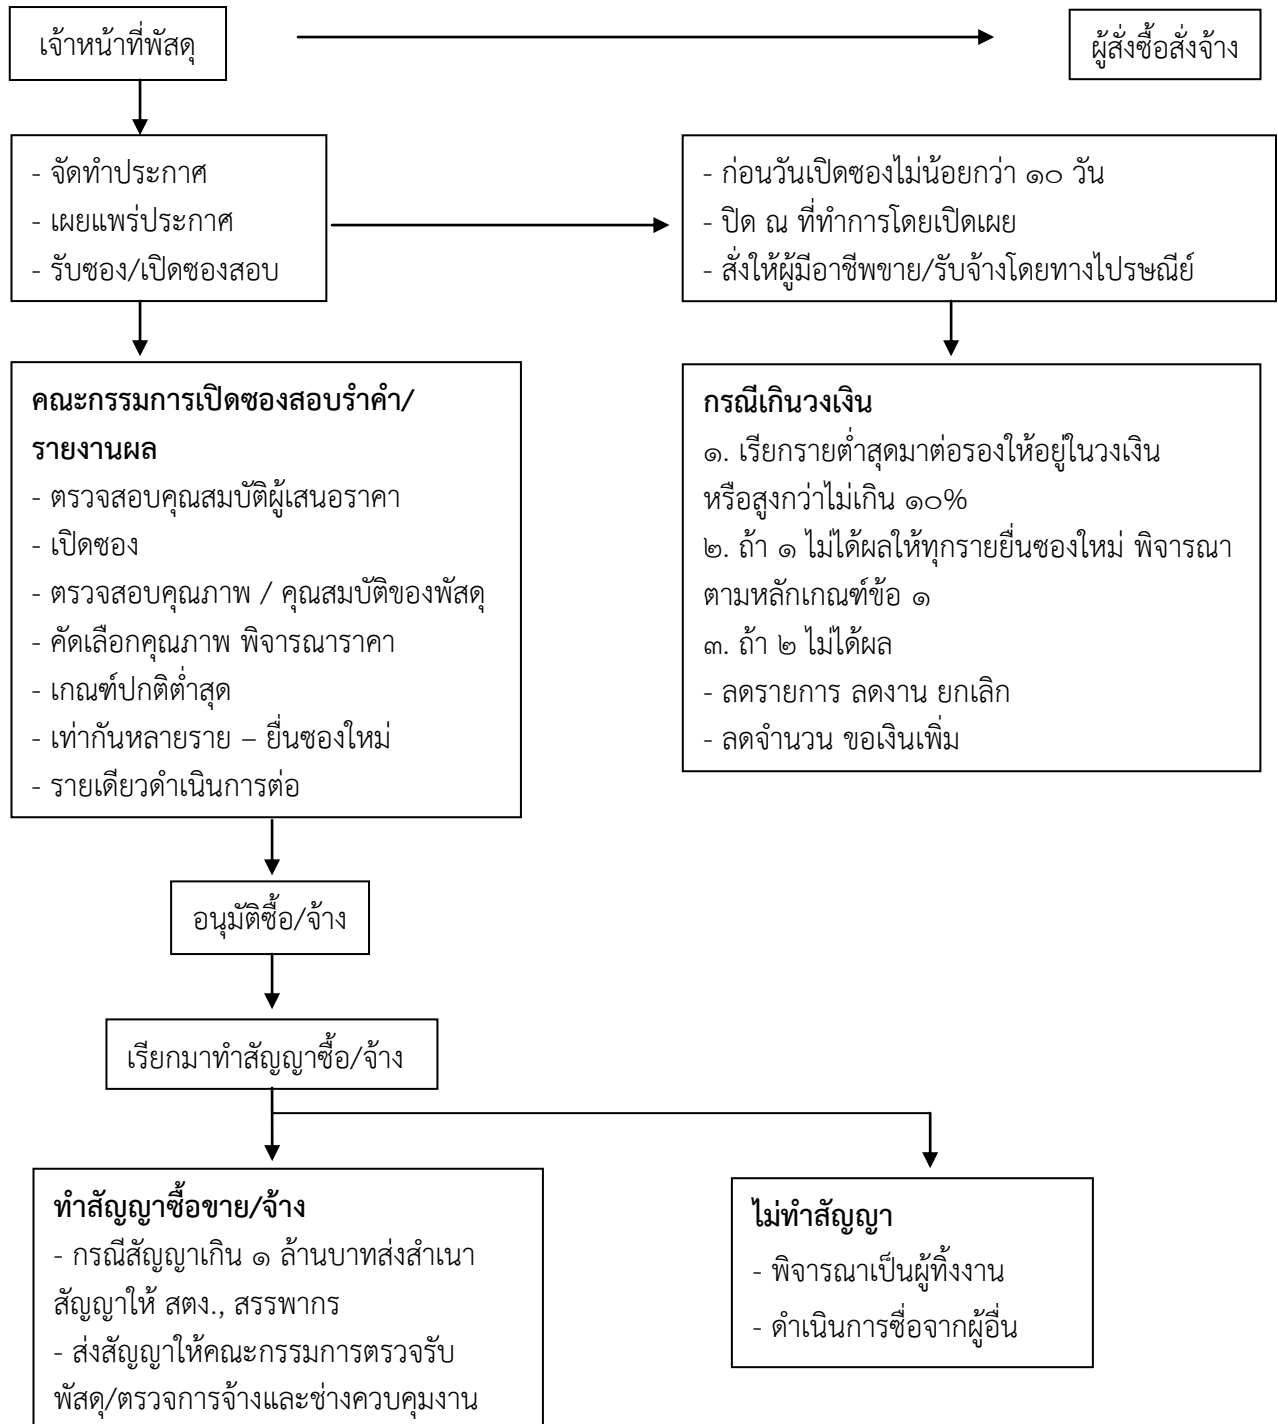 เจ้าหน้าที่พัสดุ
ผู้สั่งซื้อสั่งจ้าง
- จัดทำประกาศ
- เผยแพร่ประกาศ
- รับซอง/เปิดซองสอบ
- ก่อนวันเปิดซองไม่น้อยกว่า ๑๐ วัน
- ปิด ณ ที่ทำการโดยเปิดเผย
- สั่งให้ผู้มีอาชีพขาย/รับจ้างโดยทางไปรษณีย์
คณะกรรมการเปิดซองสอบรำคำ/
รายงานผล
- ตรวจสอบคุณสมบัติผู้เสนอราคา
- เปิดซอง
- ตรวจสอบคุณภาพ / คุณสมบัติของพัสดุ
- คัดเลือกคุณภาพ พิจารณาราคา
- เกณฑ์ปกติต่ำสุด
- เท่ากันหลายราย – ยื่นซองใหม่
- รายเดียวดำเนินการต่อ
กรณีเกินวงเงิน
๑. เรียกรายต่ำสุดมาต่อรองให้อยู่ในวงเงิน
หรือสูงกว่าไม่เกิน ๑๐%
๒. ถ้า ๑ ไม่ได้ผลให้ทุกรายยื่นซองใหม่ พิจารณา
ตามหลักเกณฑ์ข้อ ๑
๓. ถ้า ๒ ไม่ได้ผล
- ลดรายการ ลดงาน ยกเลิก
- ลดจำนวน ขอเงินเพิ่ม
อนุมัติซื้อ/จ้าง
เรียกมาทำสัญญาซื้อ/จ้าง
ทำสัญญาซื้อขาย/จ้าง
- กรณีสัญญาเกิน ๑ ล้านบาทส่งสำเนา
สัญญาให้ สตง., สรรพากร
- ส่งสัญญาให้คณะกรรมการตรวจรับ
พัสดุ/ตรวจการจ้างและช่างควบคุมงาน
ไม่ทำสัญญา
- พิจารณาเป็นผู้ทิ้งงาน
- ดำเนินการซื่อจากผู้อื่น